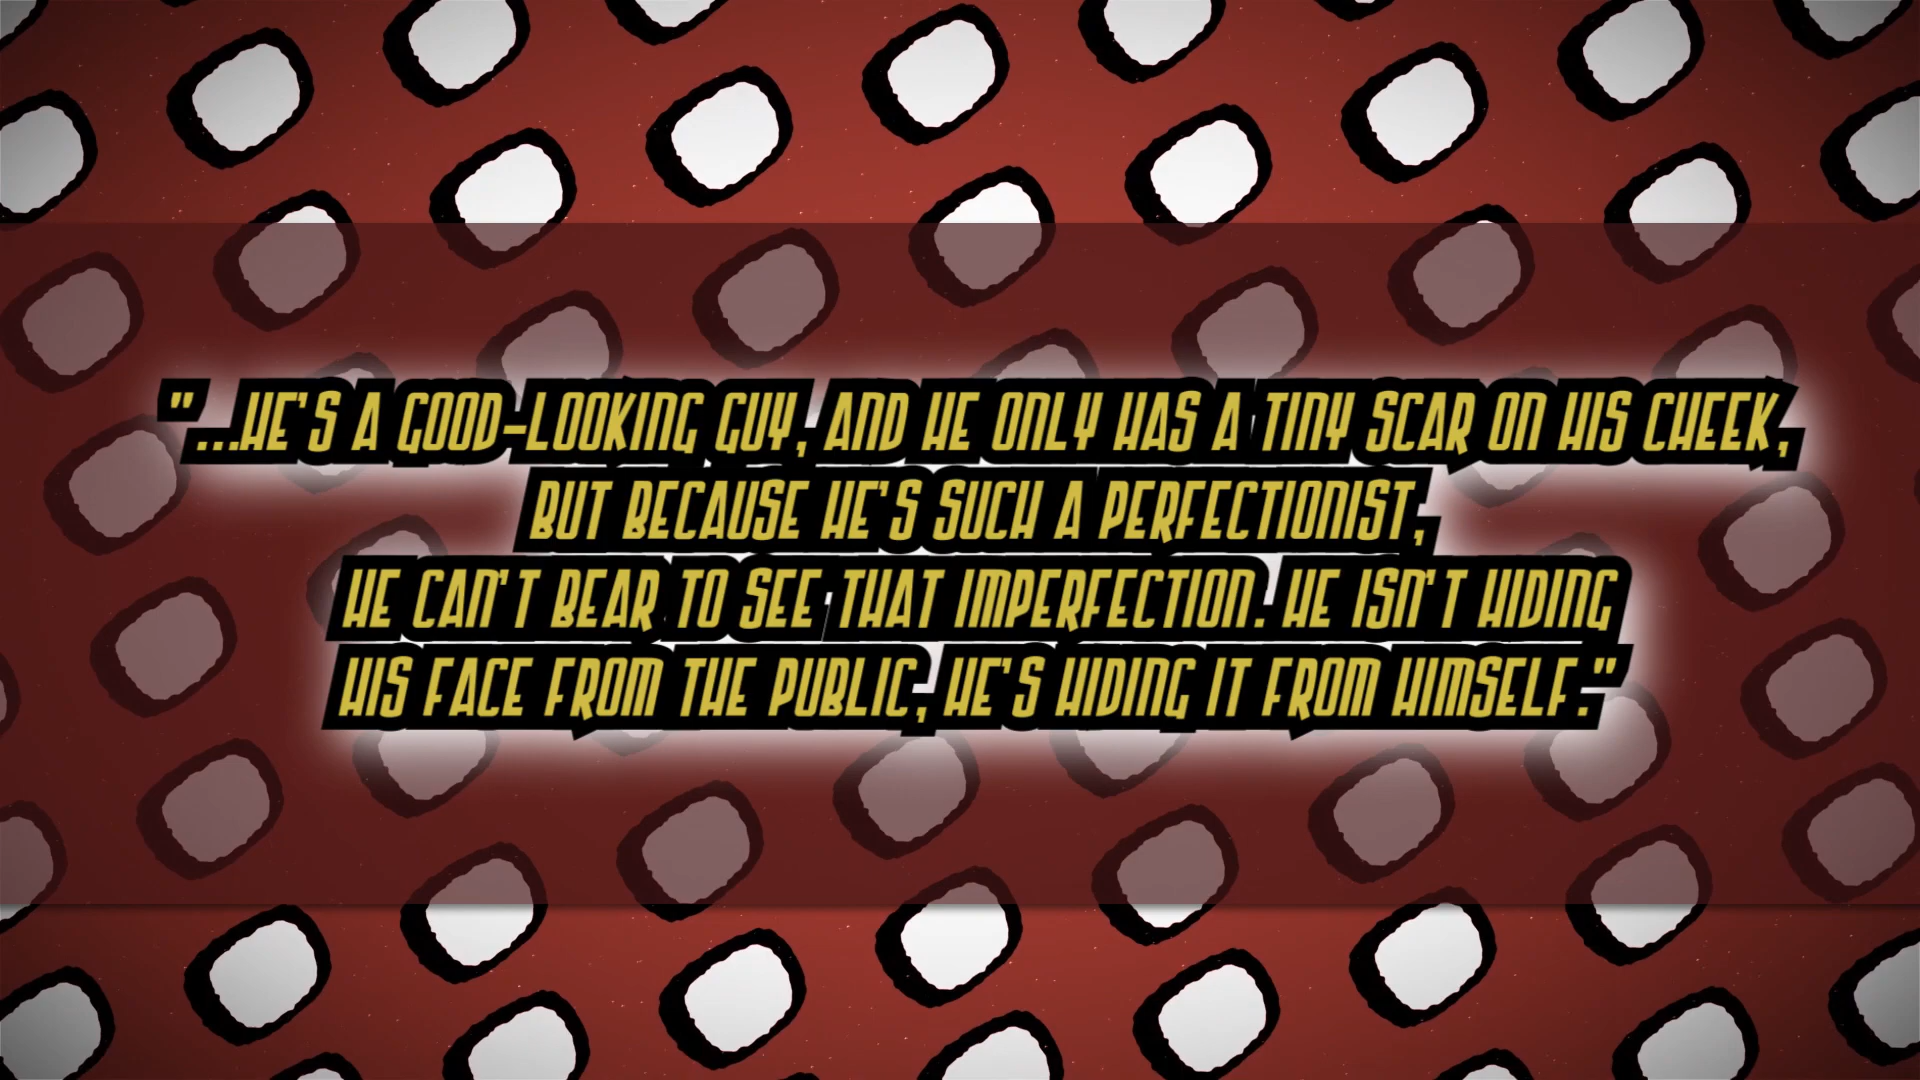 "...HE'S A GOOD-LOOKING GUY, AND HE ONLY HAS A TINY SCAR ON HIS CHEEK,
BUT BECAUSE HE'S SUCH A PERFECTIONIST,
HE CAN'T BEAR TO SEE THAT IMPERFECTION. HE ISN'T HIDING
HIS FACE FROM THE PUBLIC, HE'S HIDING IT FROM HIMSELF."